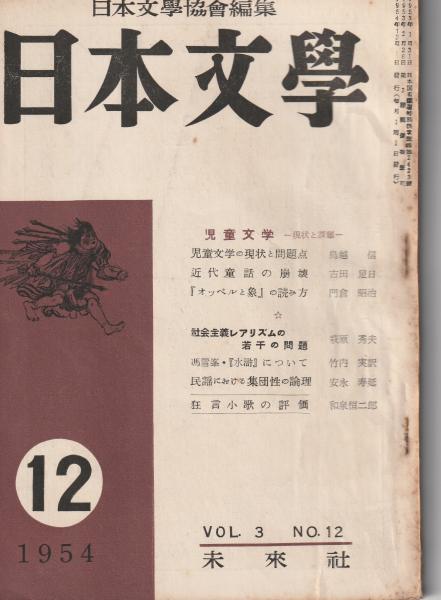 日本文學協會編集
日本文學
児童文学 ー現状と課題ー
児童文学の現状と問題点 鳥越 信
近代童話の崩壊 古田 足日
『オッベルと象』の読み方 門倉 昭治
☆
社会主義レアリズムの
若干の問題 萩原 秀夫
馮雪峯・『水滸』について 竹内 実訳
民謡における集団性の論理 安永 寿延
狂言小歌の評価 和泉恒二郎
12
1954
VOL. 3 NO. 12
未來社